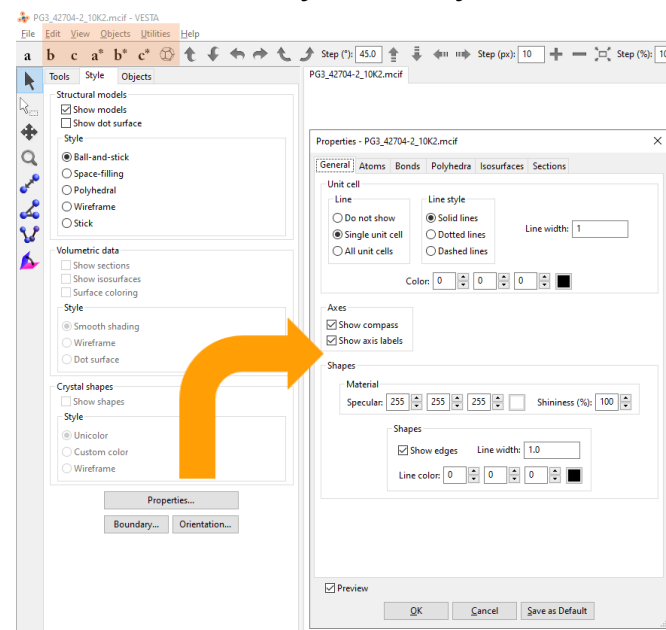 PG3_42704-2_10K2.mcif - VESTA
File Edit View Objects Utilities Help
a b c a* b* c* Step (°): 45.0 Step (px): 10 Step (%): 10
Tools Style Objects
PG3_42704-2_10K2.mcif
Structural models
Show models
Show dot surface
Style
Ball-and-stick
Space-filling
Polyhedral
Wireframe
Stick
Volumetric data
Show sections
Show isosurfaces
Surface coloring
Style
Smooth shading
Wireframe
Dot surface
Crystal shapes
Show shapes
Style
Unicolor
Custom color
Wireframe
Properties...
Boundary... Orientation...
Properties - PG3_42704-2_10K2.mcif
General Atoms Bonds Polyhedra Isosurfaces Sections
Unit cell
Line Line style
Do not show Solid lines
Single unit cell Dotted lines Line width: 1
All unit cells Dashed lines
Color: 0 0 0
Axes
Show compass
Show axis labels
Shapes
Material
Specular: 255 255 255 Shininess (%): 100
Shapes
Show edges Line width: 1.0
Line color: 0 0 0
Preview
OK Cancel Save as Default